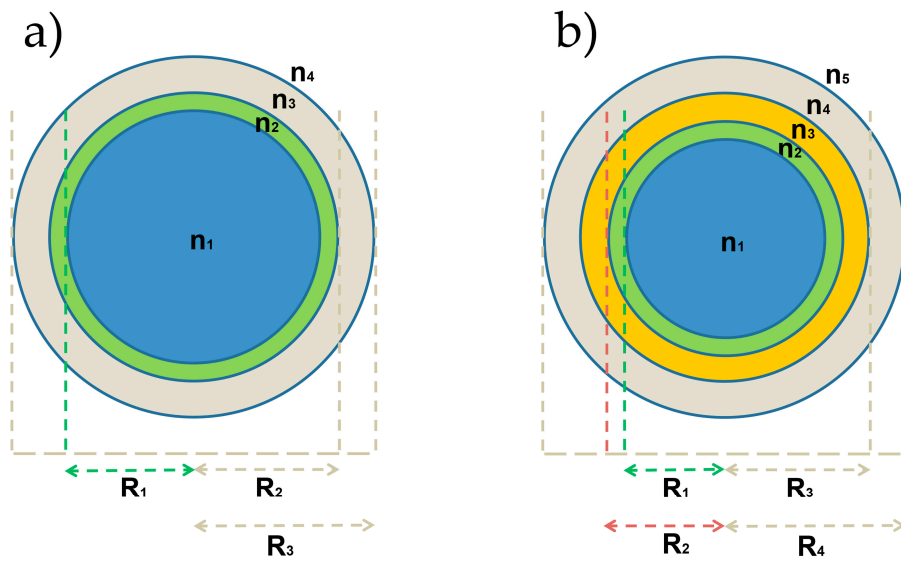 a)
n₄
n₃
n₂
n₁
R₁
R₂
R₃
b)
n₅
n₄
n₃
n₂
n₁
R₁
R₃
R₂
R₄